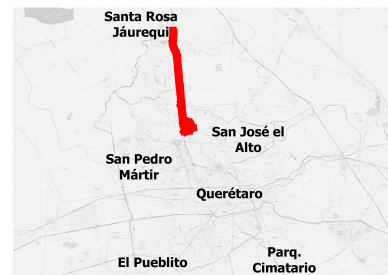 Santa Rosa
Jáurequi
San José el
Alto
San Pedro
Mártir
Querétaro
Parq.
Cimatario
El Pueblito